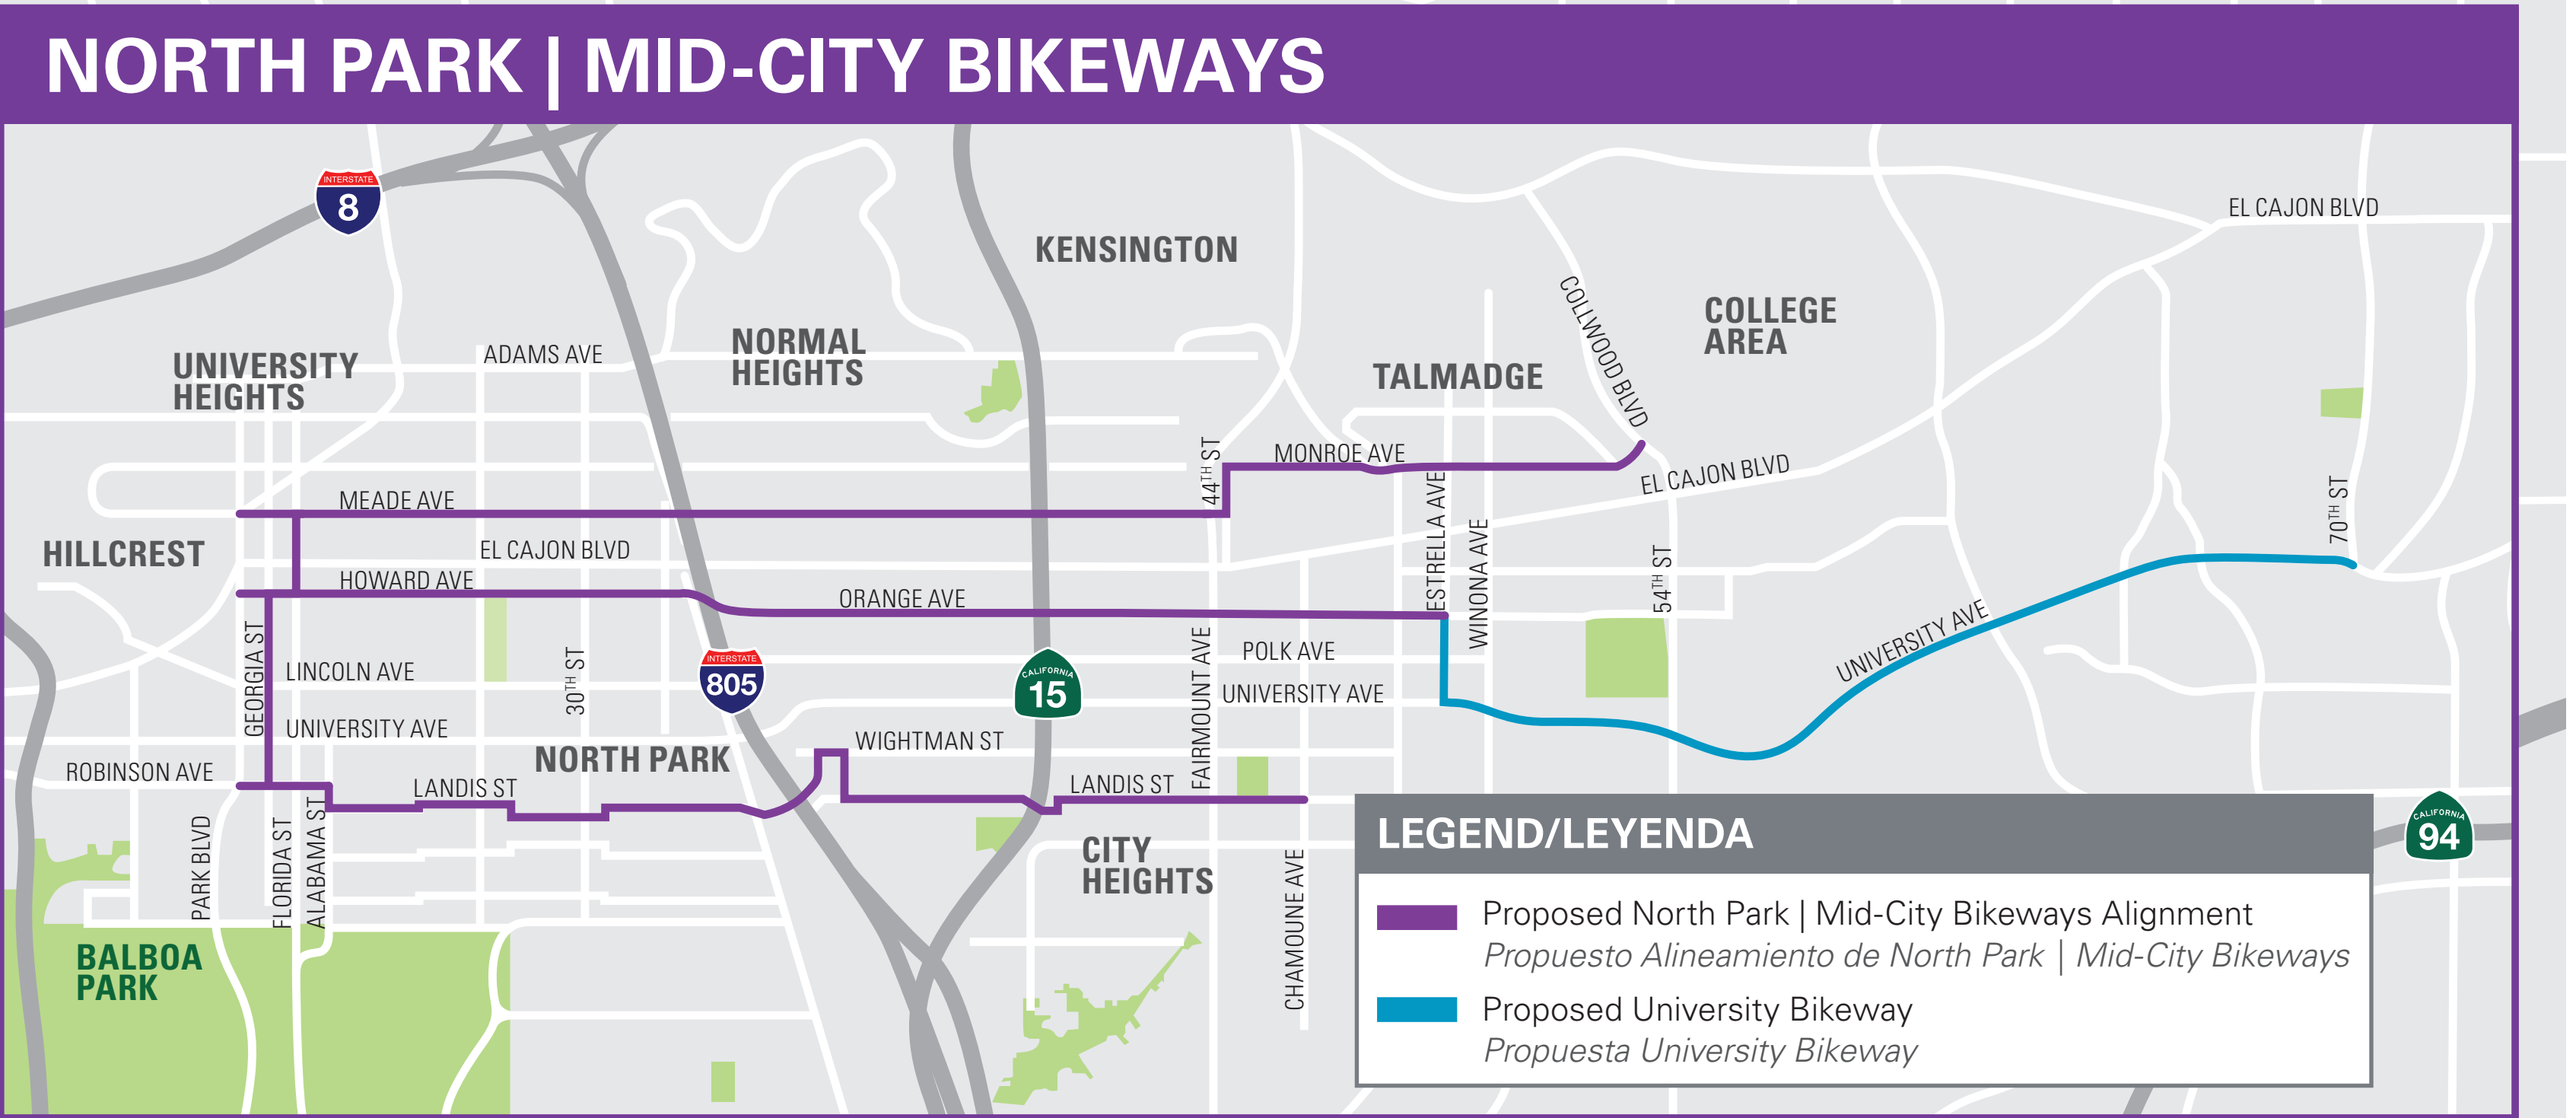 NORTH PARK | MID-CITY BIKEWAYS
INTERSTATE
8
EL CAJON BLVD
KENSINGTON
COLLWOOD BLVD
COLLEGE
AREA
NORMAL
HEIGHTS
ADAMS AVE
UNIVERSITY
HEIGHTS
TALMADGE
44TH ST
MONROE AVE
EL CAJON BLVD
MEADE AVE
ESTRELLA AVE
WINONA AVE
70TH ST
HILLCREST
EL CAJON BLVD
HOWARD AVE
ORANGE AVE
54TH ST
GEORGIA ST
LINCOLN AVE
30TH ST
INTERSTATE
805
CALIFORNIA
15
FAIRMOUNT AVE
POLK AVE
UNIVERSITY AVE
UNIVERSITY AVE
UNIVERSITY AVE
NORTH PARK
WIGHTMAN ST
ROBINSON AVE
LANDIS ST
LANDIS ST
PARK BLVD
FLORIDA ST
ALABAMA ST
CITY
HEIGHTS
CHAMOUNE AVE
BALBOA
PARK
CALIFORNIA
94
LEGEND/LEYENDA
Proposed North Park | Mid-City Bikeways Alignment
Propuesto Alineamiento de North Park | Mid-City Bikeways
Proposed University Bikeway
Propuesta University Bikeway